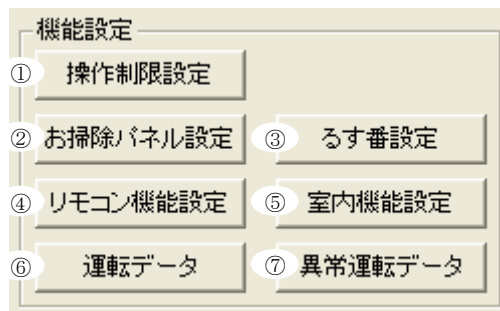 機能設定
① 操作制限設定
② お掃除パネル設定 ③ るす番設定
④ リモコン機能設定 ⑤ 室内機能設定
⑥ 運転データ ⑦ 異常運転データ